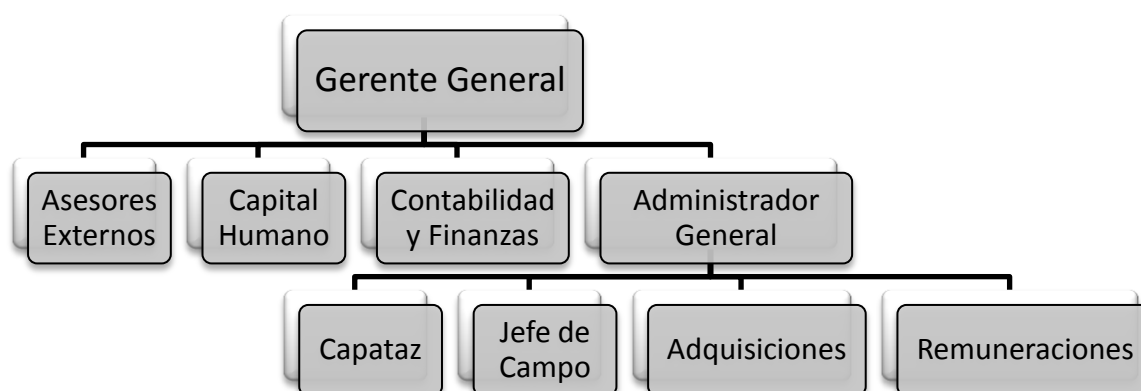 Gerente General
Asesores
Externos
Capital
Humano
Contabilidad
y Finanzas
Administrador
General
Capataz
Jefe de
Campo
Adquisiciones
Remuneraciones